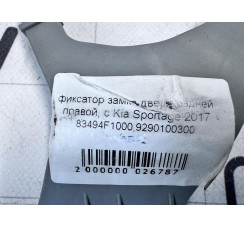 фиксатор замка двери задней
правой, с Kia Sportage 2017
83494F1000,9290100300
2 000000 026787